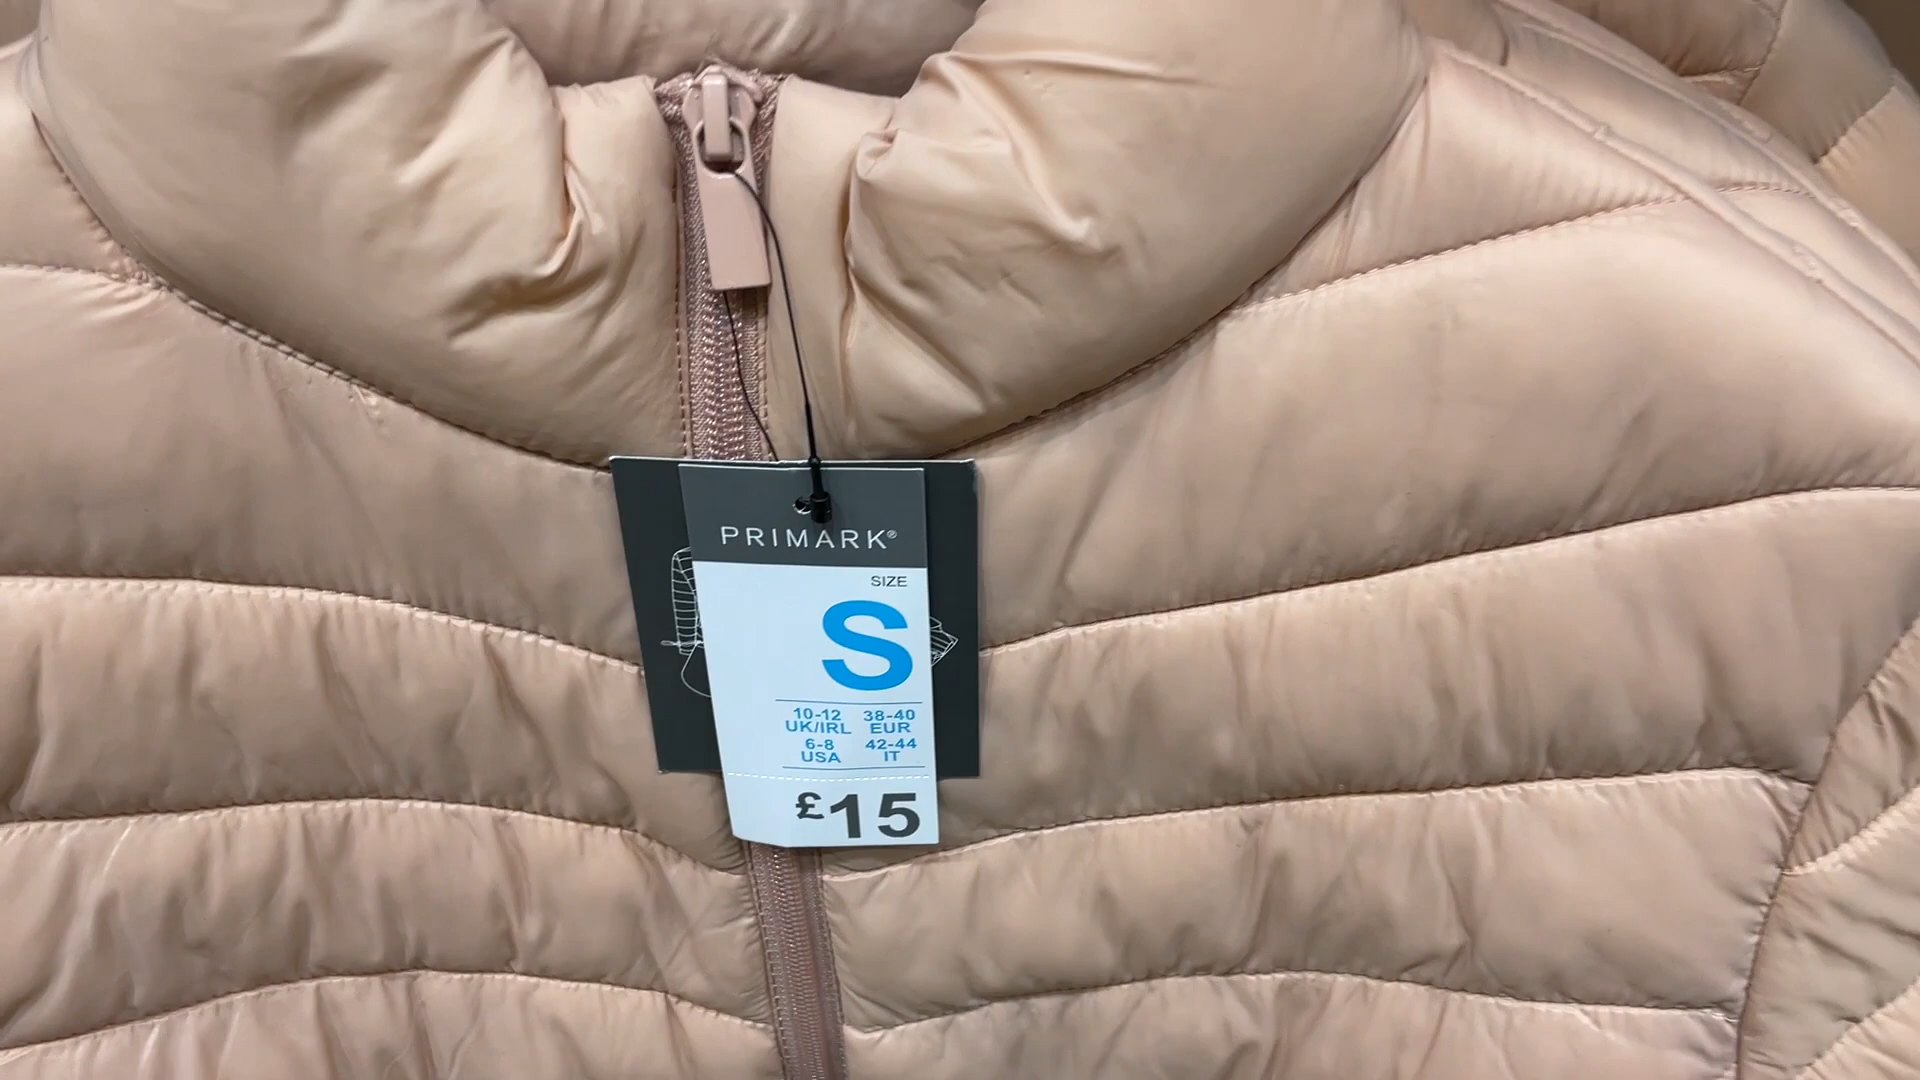 PRIMARK®
SIZE
S
10-12 38-40
UK/IRL EUR
6-8 42-44
USA IT
£15